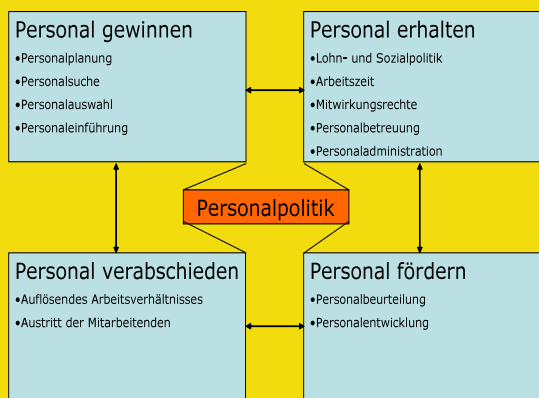 Personal gewinnen
•Personalplanung
•Personalsuche
•Personalauswahl
•Personaleinführung
Personal erhalten
•Lohn- und Sozialpolitik
•Arbeitszeit
•Mitwirkungsrechte
•Personalbetreuung
•Personaladministration
Personalpolitik
Personal verabschieden
•Auflösendes Arbeitsverhältnisses
•Austritt der Mitarbeitenden
Personal fördern
•Personalbeurteilung
•Personalentwicklung